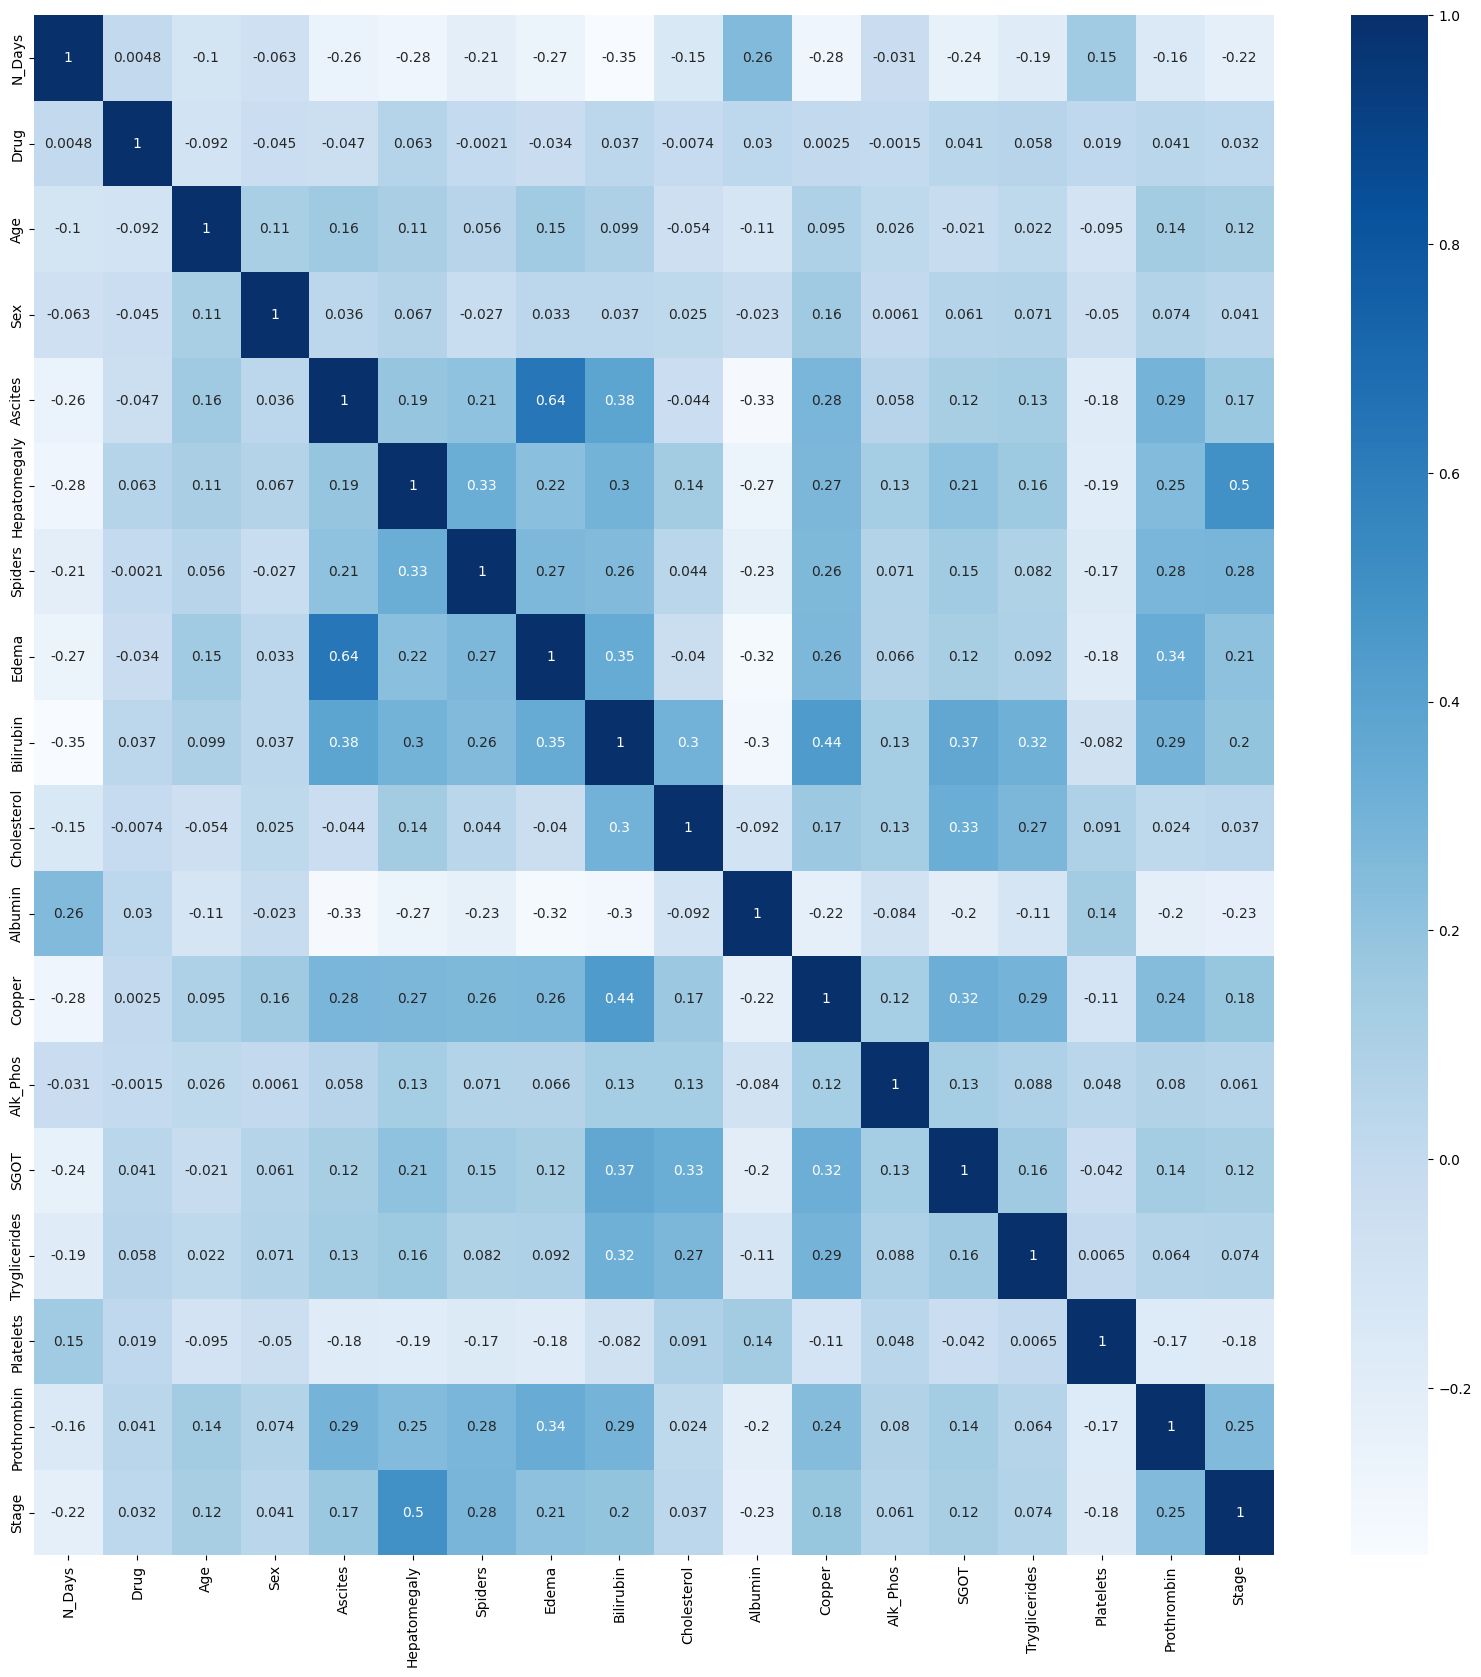 N_Days 1 0.0048 -0.1 -0.063 -0.26 -0.28 -0.21 -0.27 -0.35 -0.15 0.26 -0.28 -0.031 -0.24 -0.19 0.15 -0.16 -0.22
Drug 0.0048 1 -0.092 -0.045 -0.047 0.063 -0.0021 -0.034 0.037 -0.0074 0.03 0.0025 -0.0015 0.041 0.058 0.019 0.041 0.032
Age -0.1 -0.092 1 0.11 0.16 0.11 0.056 0.15 0.099 -0.054 -0.11 0.095 0.026 -0.021 0.022 -0.095 0.14 0.12
Sex -0.063 -0.045 0.11 1 0.036 0.067 -0.027 0.033 0.037 0.025 -0.023 0.16 0.0061 0.061 0.071 -0.05 0.074 0.041
Ascites -0.26 -0.047 0.16 0.036 1 0.19 0.21 0.64 0.38 -0.044 -0.33 0.28 0.058 0.12 0.13 -0.18 0.29 0.17
Hepatomegaly -0.28 0.063 0.11 0.067 0.19 1 0.33 0.22 0.3 0.14 -0.27 0.27 0.13 0.21 0.16 -0.19 0.25 0.5
Spiders -0.21 -0.0021 0.056 -0.027 0.21 0.33 1 0.27 0.26 0.044 -0.23 0.26 0.071 0.15 0.082 -0.17 0.28 0.28
Edema -0.27 -0.034 0.15 0.033 0.64 0.22 0.27 1 0.35 -0.04 -0.32 0.26 0.066 0.12 0.092 -0.18 0.34 0.21
Bilirubin -0.35 0.037 0.099 0.037 0.38 0.3 0.26 0.35 1 0.3 -0.3 0.44 0.13 0.37 0.32 -0.082 0.29 0.2
Cholesterol -0.15 -0.0074 -0.054 0.025 -0.044 0.14 0.044 -0.04 0.3 1 -0.092 0.17 0.13 0.33 0.27 0.091 0.024 0.037
Albumin 0.26 0.03 -0.11 -0.023 -0.33 -0.27 -0.23 -0.32 -0.3 -0.092 1 -0.22 -0.084 -0.2 -0.11 0.14 -0.2 -0.23
Copper -0.28 0.0025 0.095 0.16 0.28 0.27 0.26 0.26 0.44 0.17 -0.22 1 0.12 0.32 0.29 -0.11 0.24 0.18
Alk_Phos -0.031 -0.0015 0.026 0.0061 0.058 0.13 0.071 0.066 0.13 0.13 -0.084 0.12 1 0.13 0.088 0.048 0.08 0.061
SGOT -0.24 0.041 -0.021 0.061 0.12 0.21 0.15 0.12 0.37 0.33 -0.2 0.32 0.13 1 0.16 -0.042 0.14 0.12
Tryglicerides -0.19 0.058 0.022 0.071 0.13 0.16 0.082 0.092 0.32 0.27 -0.11 0.29 0.088 0.16 1 0.0065 0.064 0.074
Platelets 0.15 0.019 -0.095 -0.05 -0.18 -0.19 -0.17 -0.18 -0.082 0.091 0.14 -0.11 0.048 -0.042 0.0065 1 -0.17 -0.18
Prothrombin -0.16 0.041 0.14 0.074 0.29 0.25 0.28 0.34 0.29 0.024 -0.2 0.24 0.08 0.14 0.064 -0.17 1 0.25
Stage -0.22 0.032 0.12 0.041 0.17 0.5 0.28 0.21 0.2 0.037 -0.23 0.18 0.061 0.12 0.074 -0.18 0.25 1
N_Days Drug Age Sex Ascites Hepatomegaly Spiders Edema Bilirubin Cholesterol Albumin Copper Alk_Phos SGOT Tryglicerides Platelets Prothrombin Stage
1.0
0.8
0.6
0.4
0.2
0.0
−0.2